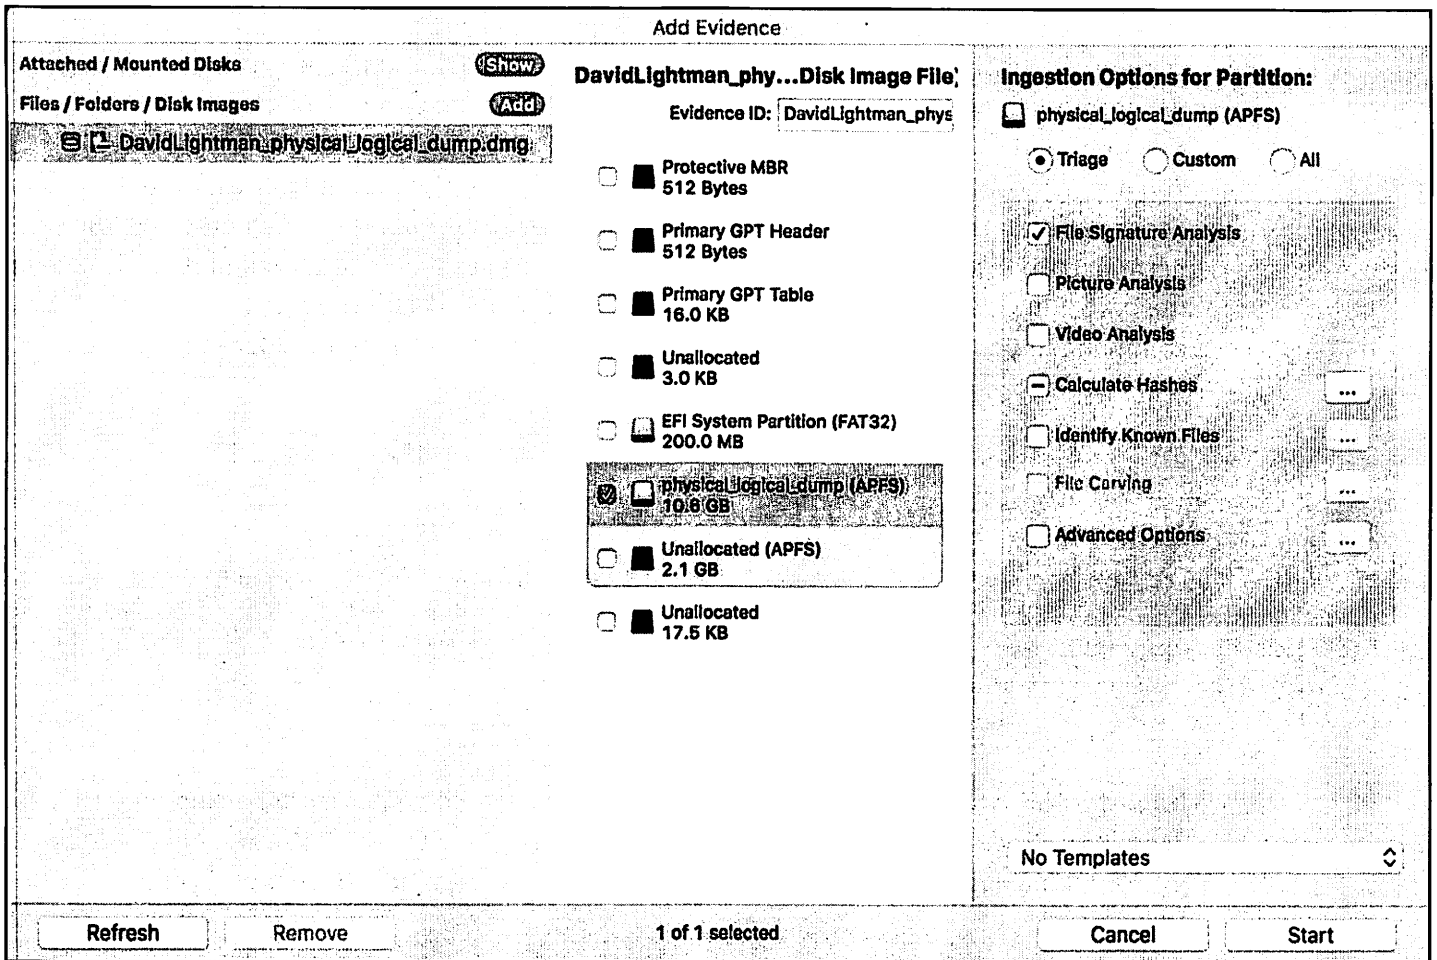 Add Evidence
Attached / Mounted Disks
Show
Files / Folders / Disk Images
Add
DavidLightman_physical_logical_dump.dmg
DavidLightman_phy...Disk Image File)
Evidence ID: DavidLightman_phys
Protective MBR
512 Bytes
Primary GPT Header
512 Bytes
Primary GPT Table
16.0 KB
Unallocated
3.0 KB
EFI System Partition (FAT32)
200.0 MB
physical_logical_dump (APFS)
10.6 GB
Unallocated (APFS)
2.1 GB
Unallocated
17.5 KB
Ingestion Options for Partition:
physical_logical_dump (APFS)
Triage Custom All
File Signature Analysis
Picture Analysis
Video Analysis
Calculate Hashes ...
Identify Known Files ...
File Carving ...
Advanced Options ...
No Templates
Refresh Remove 1 of 1 selected Cancel Start